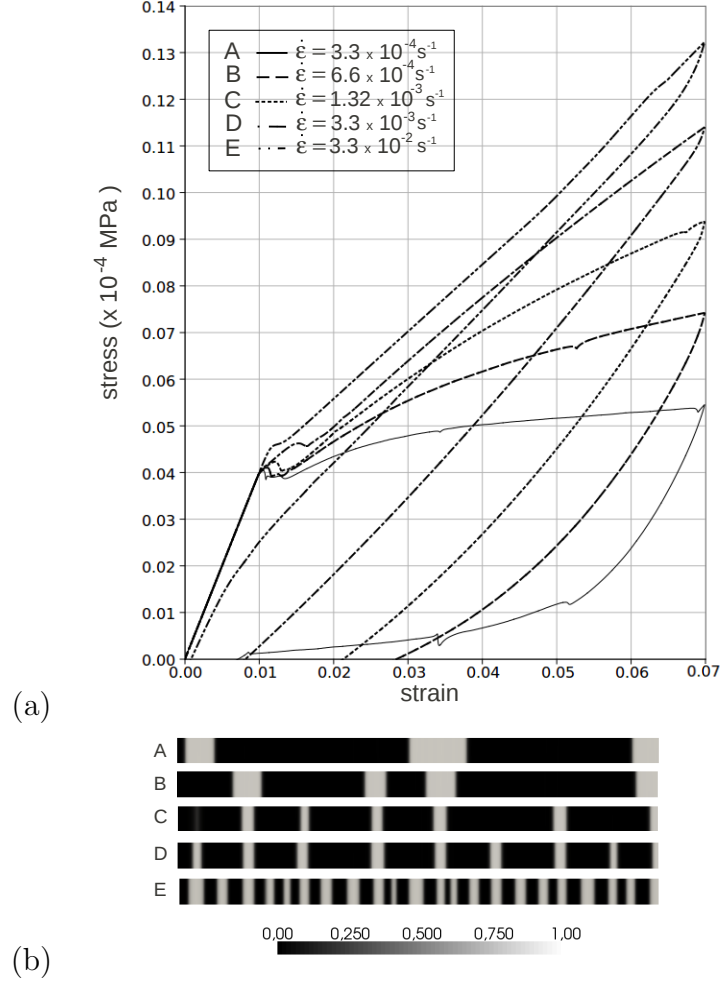 0.14
0.13
0.12
0.11
0.10
0.09
0.08
0.07
0.06
0.05
0.04
0.03
0.02
0.01
0.00
stress (x 10⁻⁴ MPa )
A ε̇ = 3.3 x 10⁻⁴s⁻¹
B ε̇ = 6.6 x 10⁻⁴s⁻¹
C ε̇ = 1.32 x 10⁻³ s⁻¹
D ε̇ = 3.3 x 10⁻³s⁻¹
E ε̇ = 3.3 x 10⁻²s⁻¹
0.00 0.01 0.02 0.03 0.04 0.05 0.06 0.07
strain
(a)
A
B
C
D
E
0,00 0,250 0,500 0,750 1,00
(b)